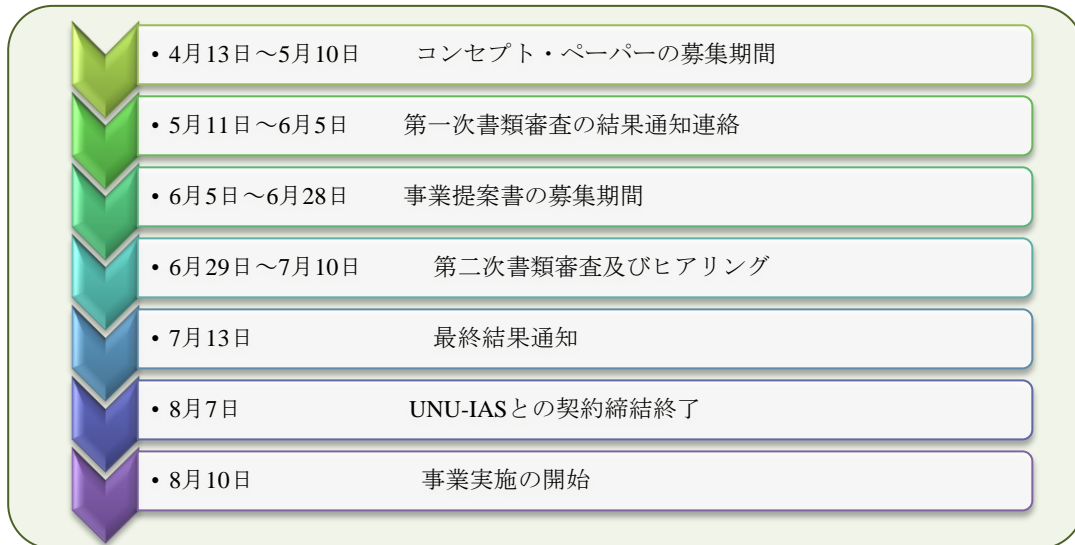 • 4月13日～5月10日 コンセプト・ペーパーの募集期間
• 5月11日～6月5日 第一次書類審査の結果通知連絡
• 6月5日～6月28日 事業提案書の募集期間
• 6月29日～7月10日 第二次書類審査及びヒアリング
• 7月13日 最終結果通知
• 8月7日 UNU-IASとの契約締結終了
• 8月10日 事業実施の開始